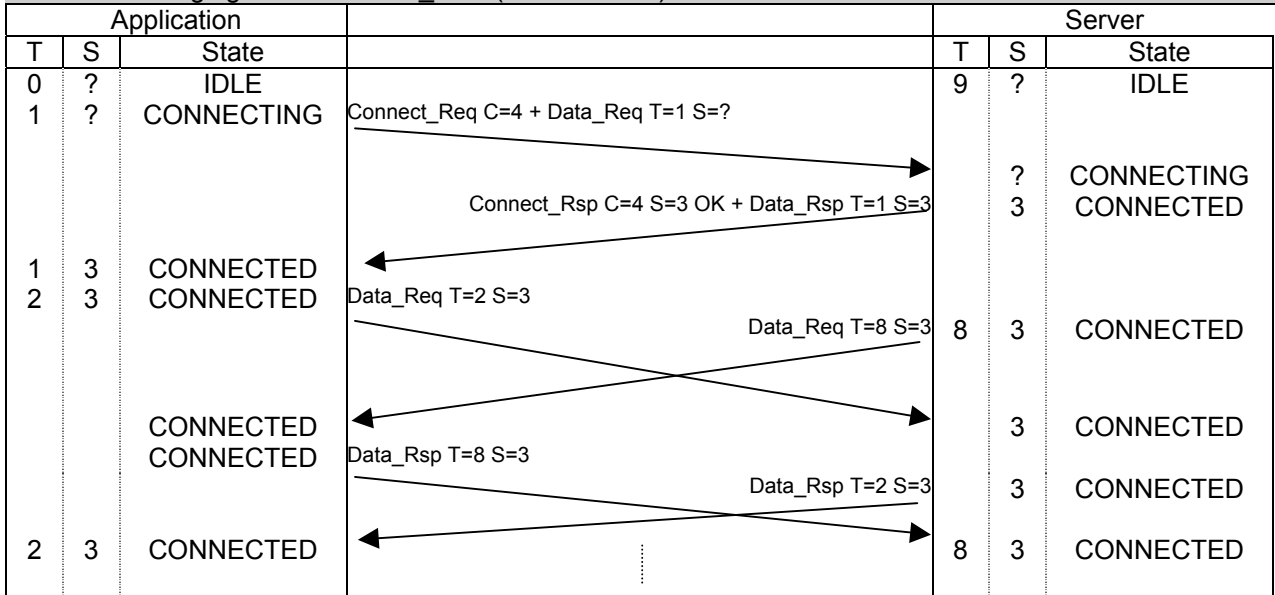 Application Server
T S State T S State
0 ? IDLE 9 ? IDLE
1 ? CONNECTING Connect_Req C=4 + Data_Req T=1 S=?
? CONNECTING
Connect_Rsp C=4 S=3 OK + Data_Rsp T=1 S=3 3 CONNECTED
1 3 CONNECTED
2 3 CONNECTED Data_Req T=2 S=3
Data_Req T=8 S=3 8 3 CONNECTED
CONNECTED 3 CONNECTED
CONNECTED Data_Rsp T=8 S=3
Data_Rsp T=2 S=3 3 CONNECTED
2 3 CONNECTED 8 3 CONNECTED